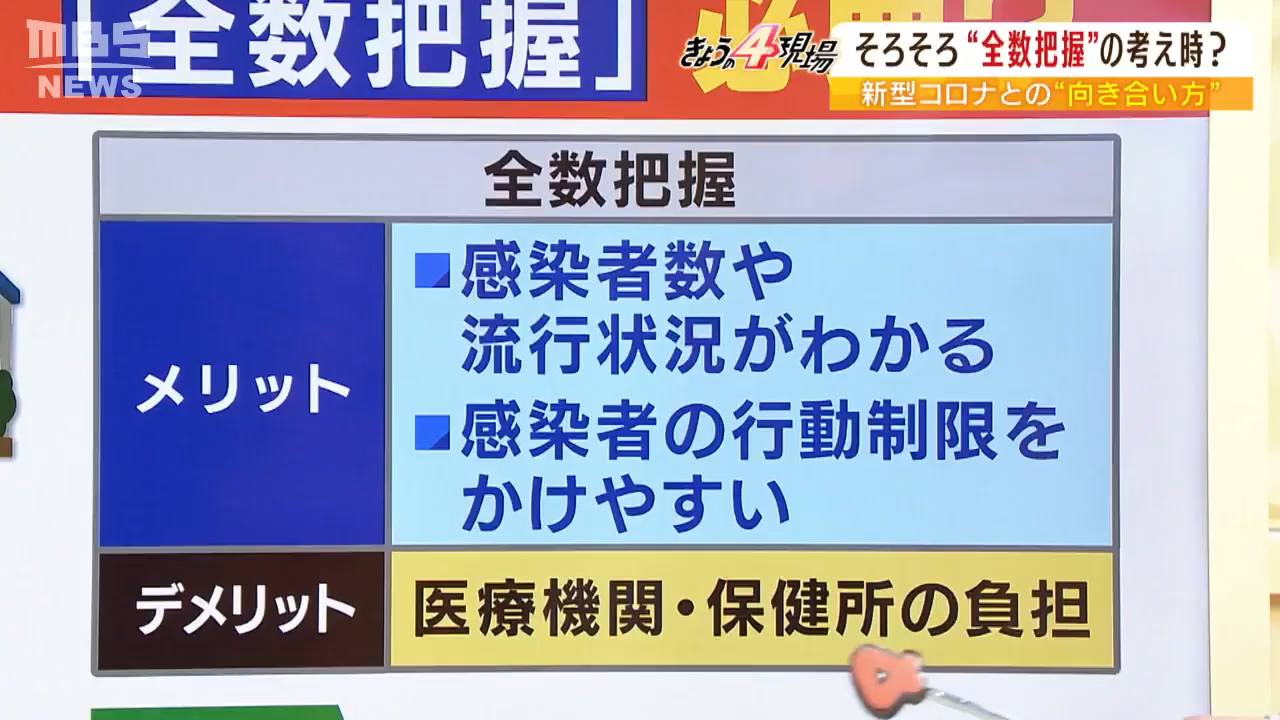 MBS
NEWS
「全数把握」必要!?
きょうの4現場
そろそろ“全数把握”の考え時？
新型コロナとの“向き合い方”
全数把握
メリット
■感染者数や
流行状況がわかる
■感染者の行動制限を
かけやすい
デメリット
医療機関・保健所の負担